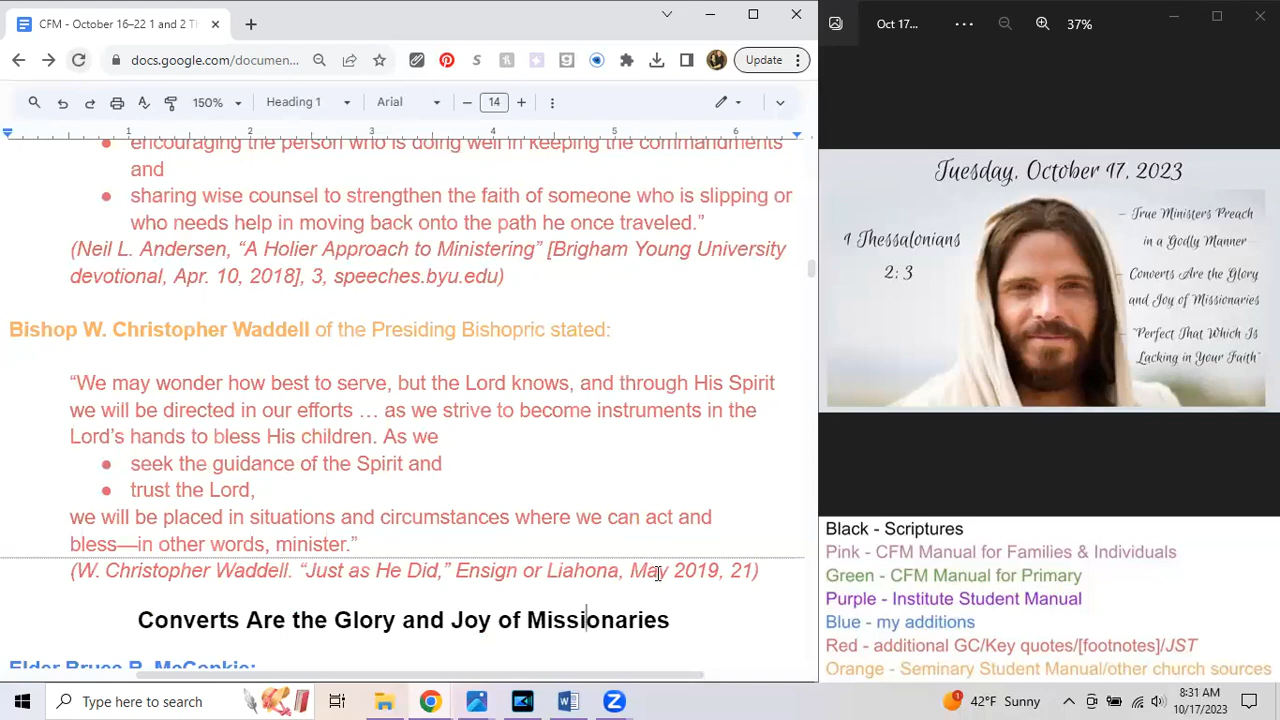 CFM - October 16–22 1 and 2 Th
docs.google.com/documen...
Update
150%
Heading 1
Arial
14
1 2 3 4 5 6
encouraging the person who is doing well in keeping the commandments
and
sharing wise counsel to strengthen the faith of someone who is slipping or
who needs help in moving back onto the path he once traveled.”
(Neil L. Andersen, “A Holier Approach to Ministering” [Brigham Young University
devotional, Apr. 10, 2018], 3, speeches.byu.edu)
Bishop W. Christopher Waddell of the Presiding Bishopric stated:
“We may wonder how best to serve, but the Lord knows, and through His Spirit
we will be directed in our efforts … as we strive to become instruments in the
Lord’s hands to bless His children. As we
seek the guidance of the Spirit and
trust the Lord,
we will be placed in situations and circumstances where we can act and
bless—in other words, minister.”
(W. Christopher Waddell. “Just as He Did,” Ensign or Liahona, May 2019, 21)
Converts Are the Glory and Joy of Missionaries
Elder Bruce R. McConkie:
Oct 17...
37%
Tuesday, October 17, 2023
1 Thessalonians
2; 3
– True Ministers Preach
in a Godly Manner
– Converts Are the Glory
and Joy of Missionaries
– “Perfect That Which Is
Lacking in Your Faith”
Black - Scriptures
Pink - CFM Manual for Families & Individuals
Green - CFM Manual for Primary
Purple - Institute Student Manual
Blue - my additions
Red - additional GC/Key quotes/[footnotes]/JST
Orange - Seminary Student Manual/other church sources
Type here to search
1
42°F Sunny
8:31 AM
10/17/2023